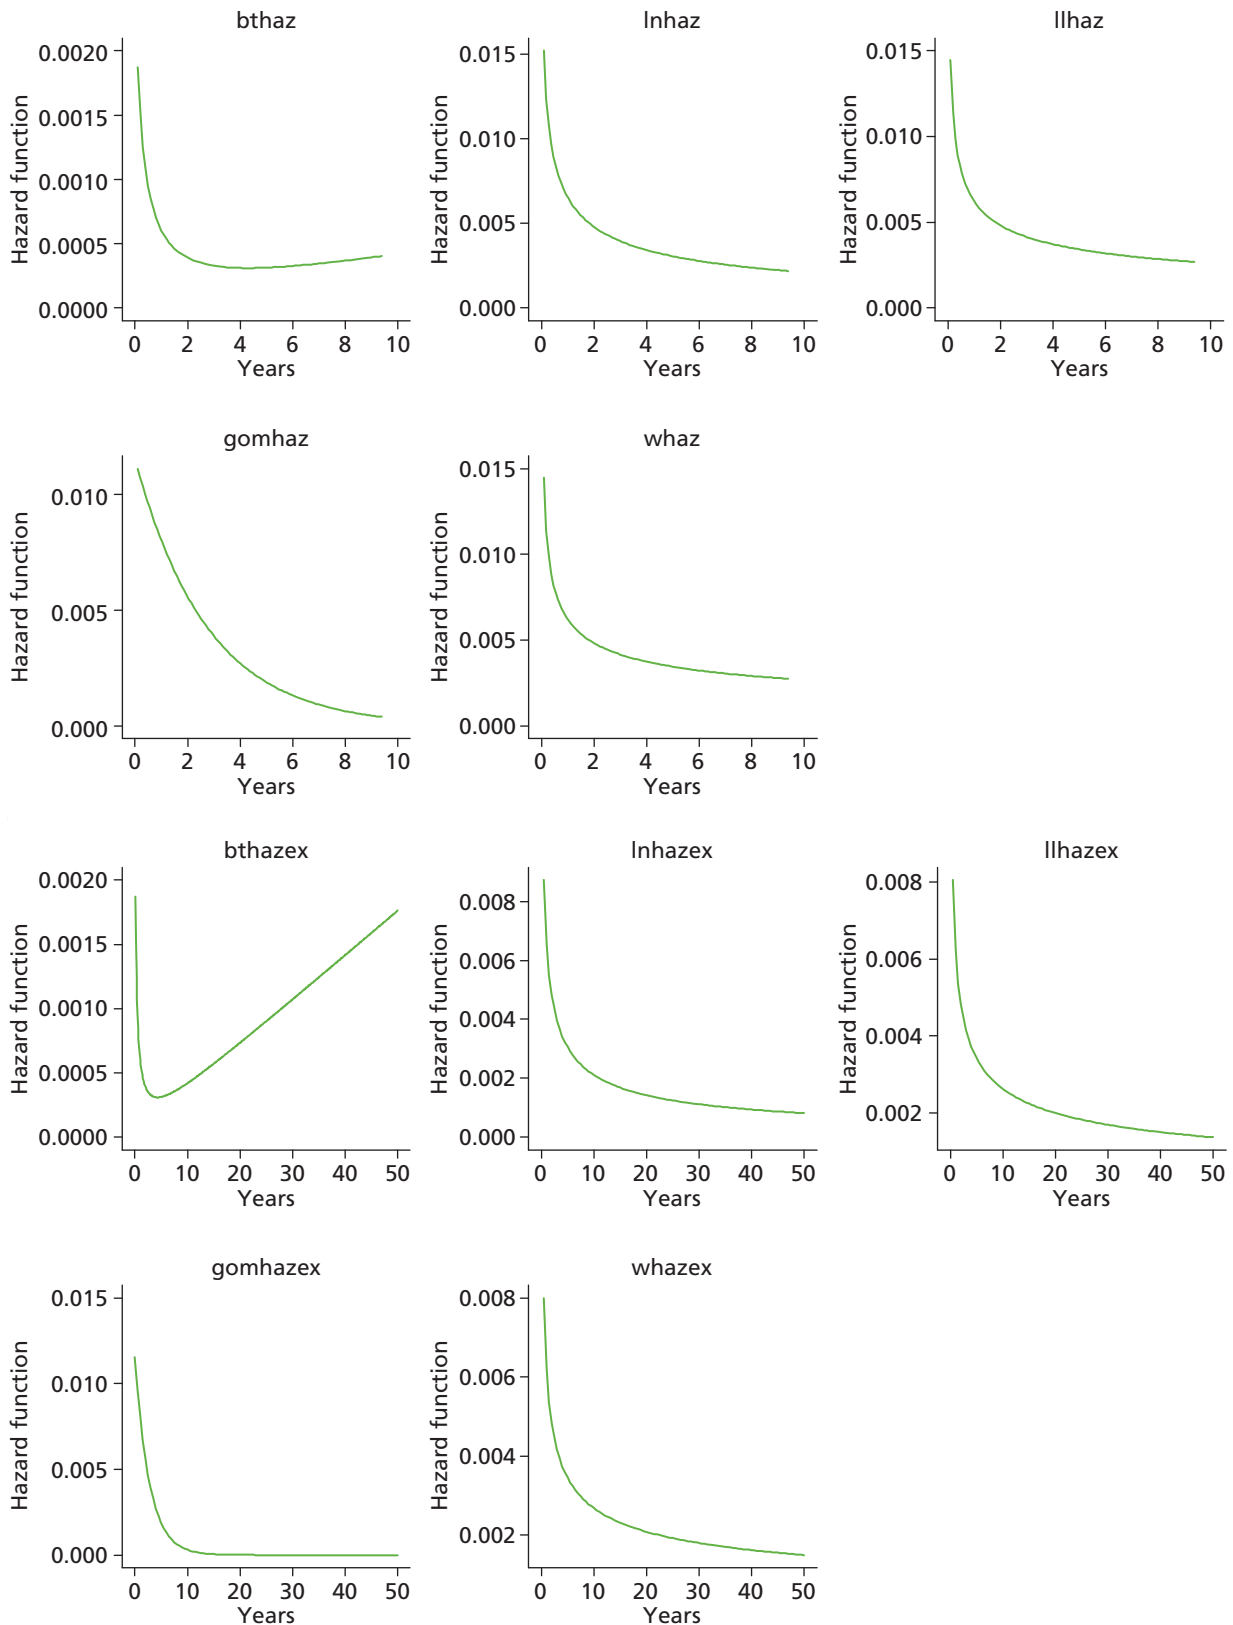 bthaz
Hazard function
0.0020
0.0015
0.0010
0.0005
0.0000
0 2 4 6 8 10
Years
lnhaz
Hazard function
0.015
0.010
0.005
0.000
0 2 4 6 8 10
Years
llhaz
Hazard function
0.015
0.010
0.005
0.000
0 2 4 6 8 10
Years
gomhaz
Hazard function
0.010
0.005
0.000
0 2 4 6 8 10
Years
whaz
Hazard function
0.015
0.010
0.005
0.000
0 2 4 6 8 10
Years
bthazex
Hazard function
0.0020
0.0015
0.0010
0.0005
0.0000
0 10 20 30 40 50
Years
lnhazex
Hazard function
0.008
0.006
0.004
0.002
0.000
0 10 20 30 40 50
Years
llhazex
Hazard function
0.008
0.006
0.004
0.002
0 10 20 30 40 50
Years
gomhazex
Hazard function
0.015
0.010
0.005
0.000
0 10 20 30 40 50
Years
whazex
Hazard function
0.008
0.006
0.004
0.002
0 10 20 30 40 50
Years